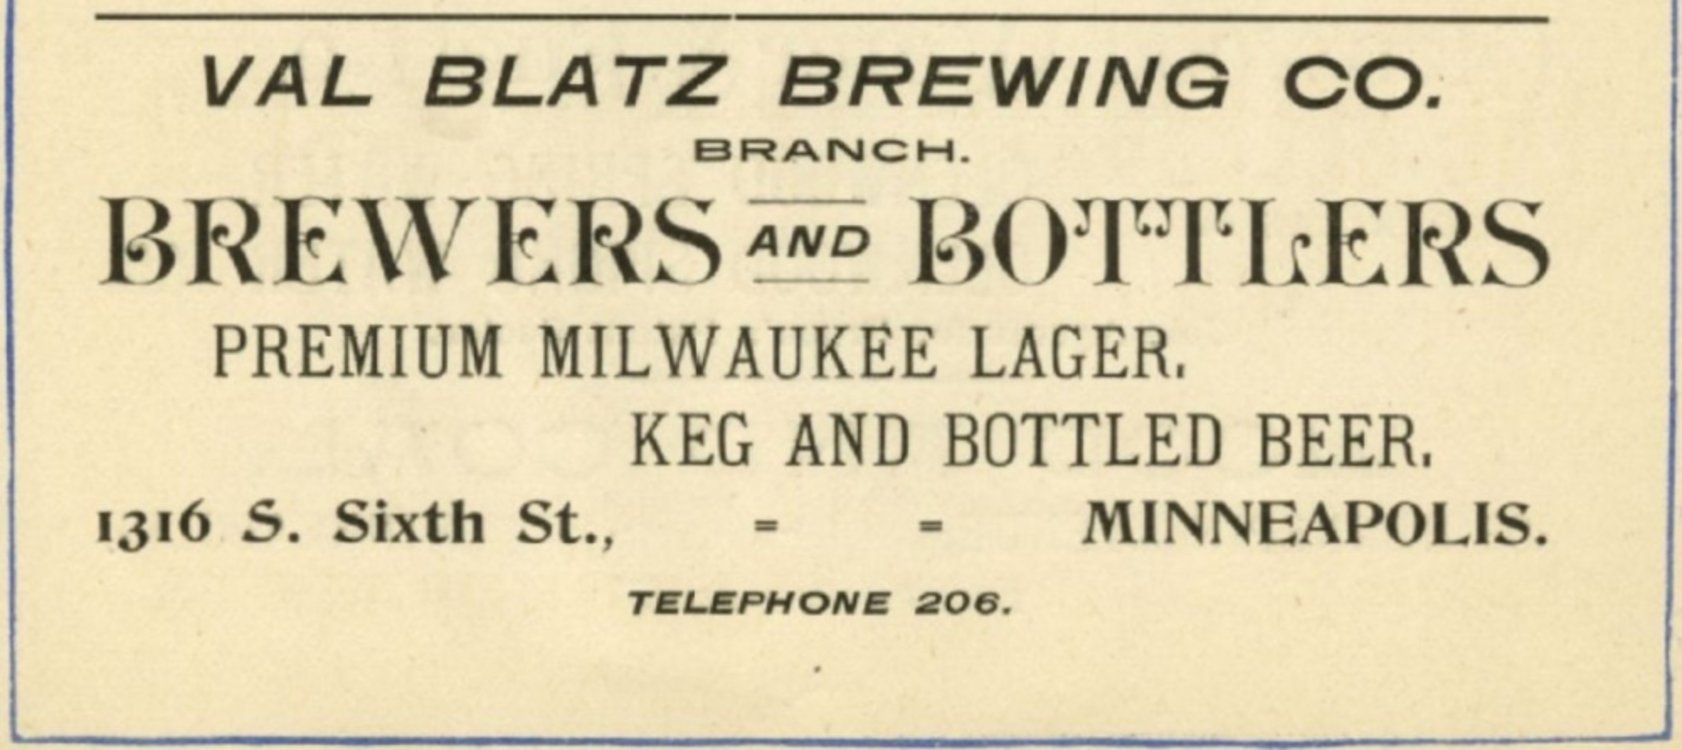 VAL BLATZ BREWING CO.
BRANCH.
BREWERS AND BOTTLERS
PREMIUM MILWAUKEE LAGER.
KEG AND BOTTLED BEER.
1316 S. Sixth St., = = MINNEAPOLIS.
TELEPHONE 206.